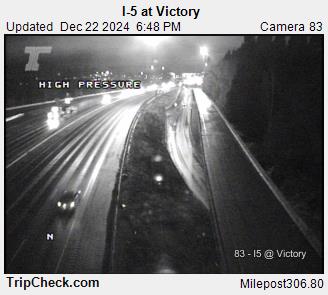 I-5 at Victory
Updated Dec 22 2024 6:48 PM Camera 83
T
HIGH PRESSURE
N
83 - I5 @ Victory
TripCheck.com Milepost306.80